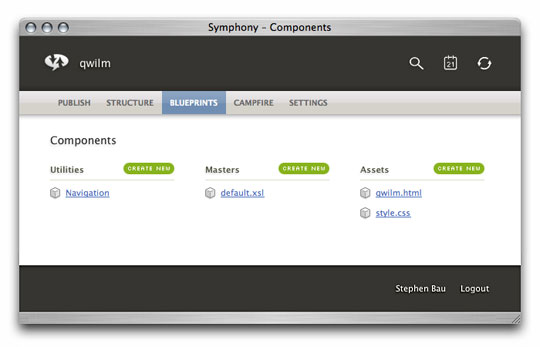 Symphony – Components
qwilm
21
PUBLISH STRUCTURE BLUEPRINTS CAMPFIRE SETTINGS
Components
Utilities CREATE NEW Masters CREATE NEW Assets CREATE NEW
Navigation default.xsl qwilm.html
style.css
Stephen Bau Logout